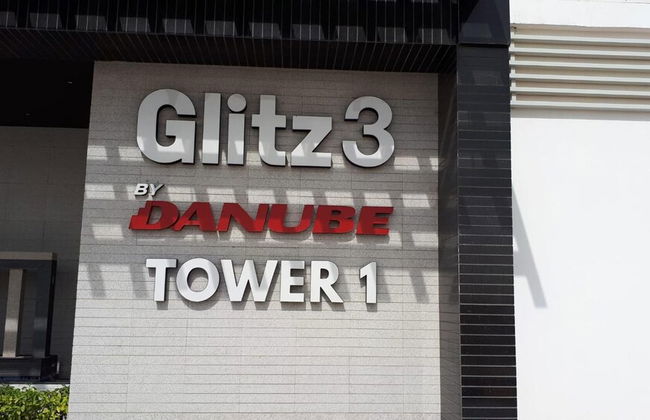 Glitz 3
BY
DANUBE
TOWER 1